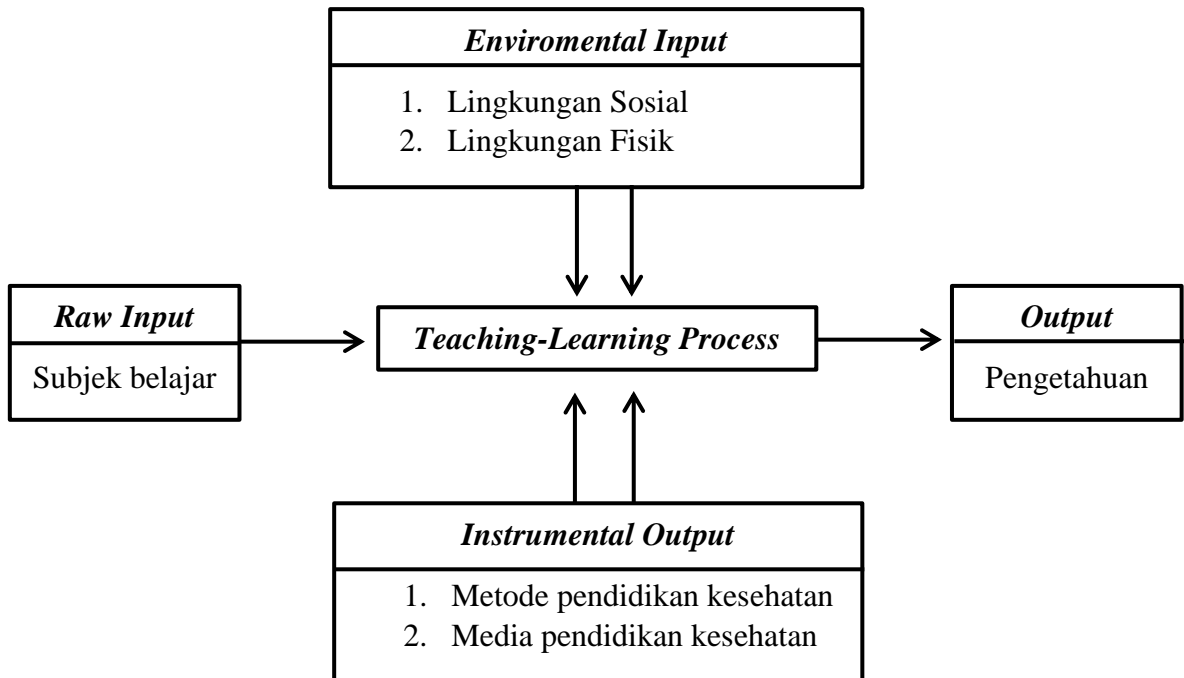 Enviromental Input
1. Lingkungan Sosial
2. Lingkungan Fisik
Raw Input
Subjek belajar
Teaching-Learning Process
Output
Pengetahuan
Instrumental Output
1. Metode pendidikan kesehatan
2. Media pendidikan kesehatan